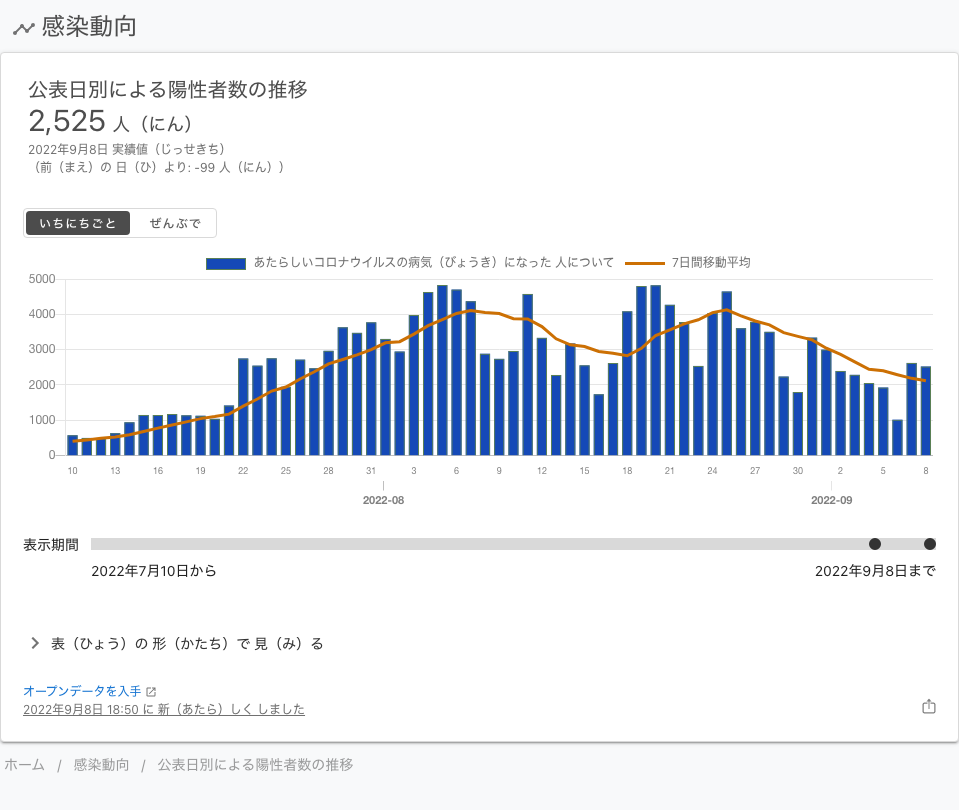 感染動向
公表日別による陽性者数の推移
2,525 人（にん）
2022年9月8日 実績値（じっせきち）
（前（まえ）の 日（ひ）より: -99 人（にん））
いちにちごと ぜんぶで
あたらしいコロナウイルスの病気（びょうき）になった 人について 7日間移動平均
5000
4000
3000
2000
1000
0
10 13 16 19 22 25 28 31 3 6 9 12 15 18 21 24 27 30 2 5 8
2022-08 2022-09
表示期間
2022年7月10日から 2022年9月8日まで
表（ひょう）の 形（かたち）で 見（み）る
オープンデータを入手
2022年9月8日 18:50 に 新（あたら）しく しました
ホーム / 感染動向 / 公表日別による陽性者数の推移